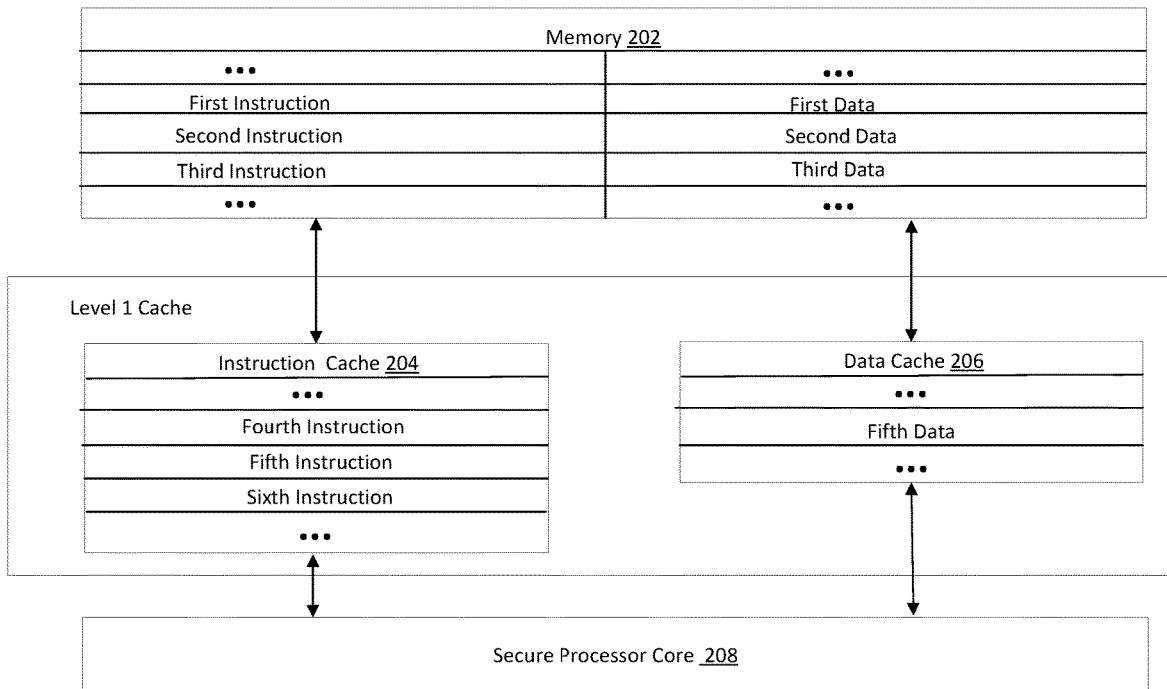 Memory 202
••• •••
First Instruction First Data
Second Instruction Second Data
Third Instruction Third Data
••• •••
Level 1 Cache
Instruction Cache 204 Data Cache 206
••• •••
Fourth Instruction Fifth Data
Fifth Instruction •••
Sixth Instruction
•••
Secure Processor Core 208